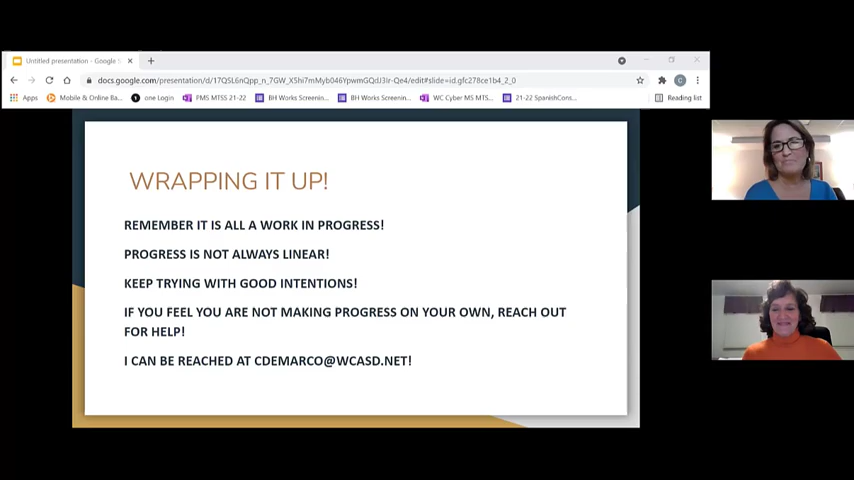 Untitled presentation - Google S
docs.google.com/presentation/d/17QSL6nQpp_n_7GW_X5hi7mMyb046YpwmGQdJ3Ir-Qe4/edit#slide=id.gfc278ce1b4_2_0
Apps Mobile & Online Ba... one Login PMS MTSS 21-22 BH Works Screenin... BH Works Screenin... WC Cyber MS MTS... 21-22 SpanishCons... Reading list
WRAPPING IT UP!
REMEMBER IT IS ALL A WORK IN PROGRESS!
PROGRESS IS NOT ALWAYS LINEAR!
KEEP TRYING WITH GOOD INTENTIONS!
IF YOU FEEL YOU ARE NOT MAKING PROGRESS ON YOUR OWN, REACH OUT
FOR HELP!
I CAN BE REACHED AT CDEMARCO@WCASD.NET!